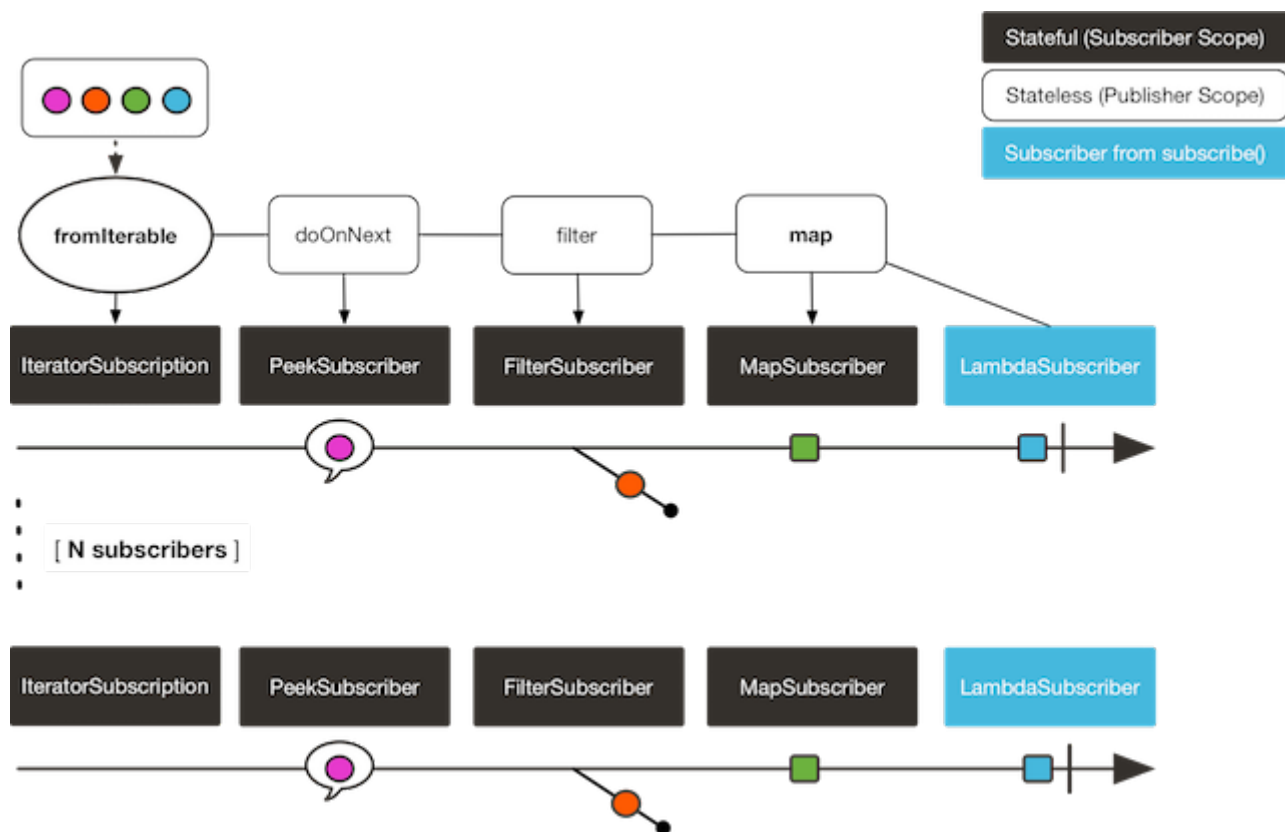 Stateful (Subscriber Scope)
Stateless (Publisher Scope)
Subscriber from subscribe()
fromIterable
doOnNext
filter
map
IteratorSubscription
PeekSubscriber
FilterSubscriber
MapSubscriber
LambdaSubscriber
[ N subscribers ]
IteratorSubscription
PeekSubscriber
FilterSubscriber
MapSubscriber
LambdaSubscriber